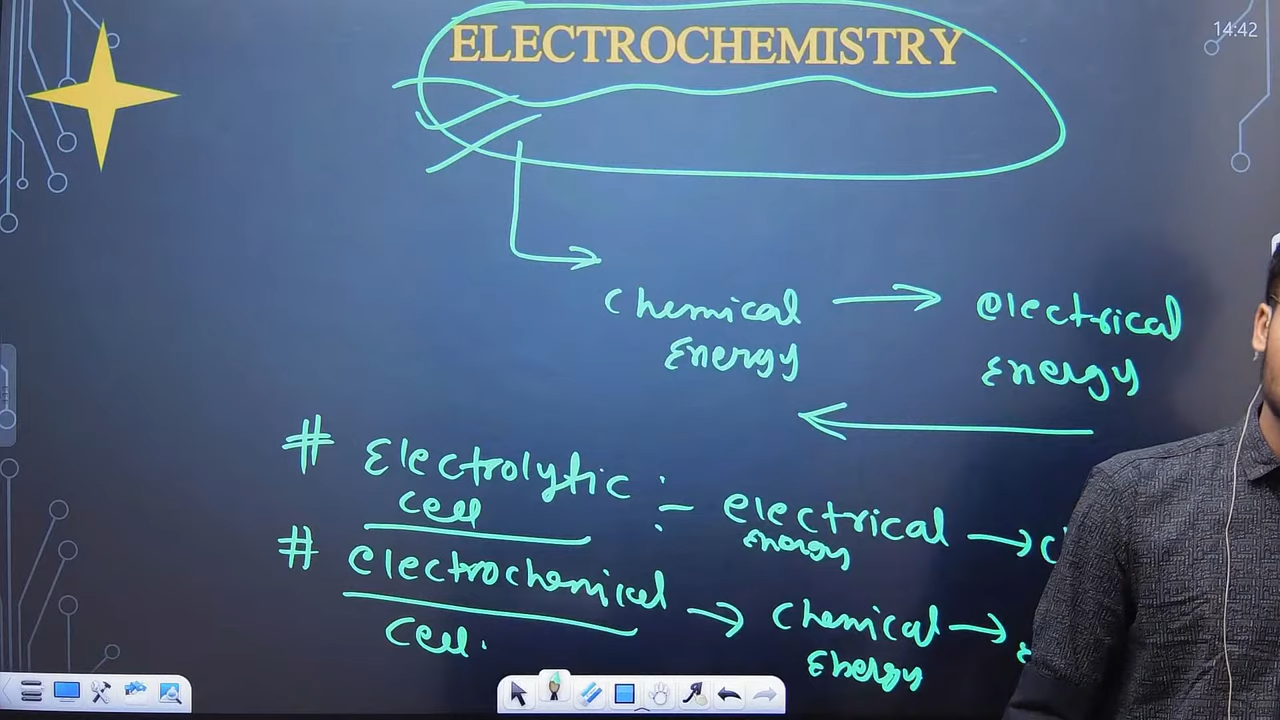 ELECTROCHEMISTRY
14:42
Chemical → electrical
Energy Energy
←
# Electrolytic :- electrical →
cell Energy
# electrochemical → chemical →
cell. Energy